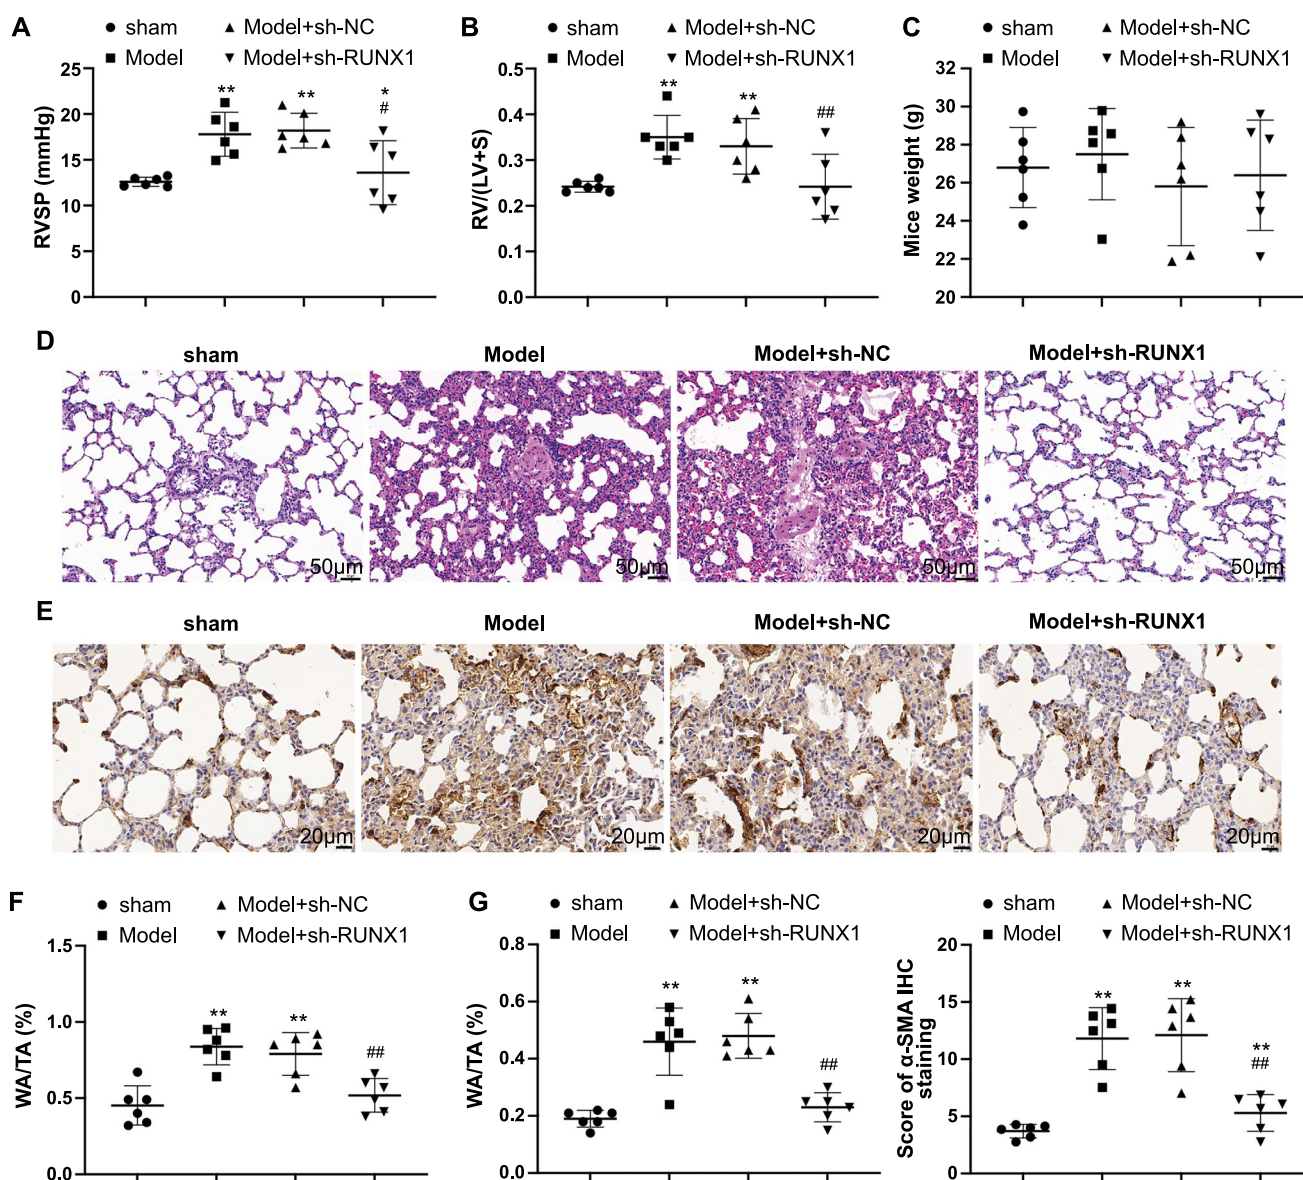 A
sham
Model+sh-NC
Model
Model+sh-RUNX1
RVSP (mmHg)
25
20
15
10
5
0
**
**
*
#
B
sham
Model+sh-NC
Model
Model+sh-RUNX1
RV/(LV+S)
0.5
0.4
0.3
0.2
0.1
0.0
**
**
##
C
sham
Model+sh-NC
Model
Model+sh-RUNX1
Mice weight (g)
32
30
28
26
24
22
20
D
sham
Model
Model+sh-NC
Model+sh-RUNX1
50μm
50μm
50μm
50μm
E
sham
Model
Model+sh-NC
Model+sh-RUNX1
20μm
20μm
20μm
20μm
F
sham
Model+sh-NC
Model
Model+sh-RUNX1
WA/TA (%)
1.5
1.0
0.5
0.0
**
**
##
G
sham
Model+sh-NC
Model
Model+sh-RUNX1
WA/TA (%)
0.8
0.6
0.4
0.2
0.0
**
**
##
sham
Model+sh-NC
Model
Model+sh-RUNX1
Score of α-SMA IHC
staining
20
15
10
5
0
**
**
**
##